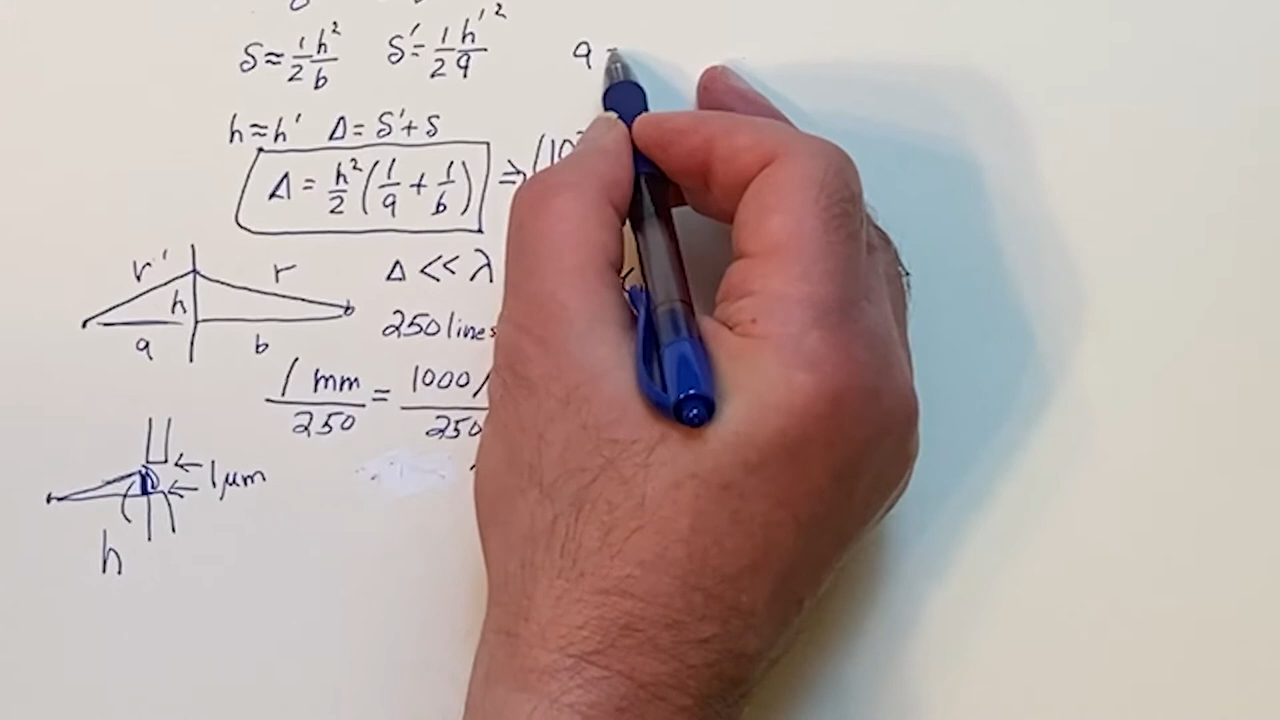 δ ≈ 1/2 h²/b   δ' = 1/2 h'²/a   a
h ≈ h'   Δ = δ' + δ
Δ = h²/2 (1/a + 1/b) ⇒ (10
r' r Δ << λ
h
a b 250 lines
1 mm/250 = 1000/250
1 μm
h